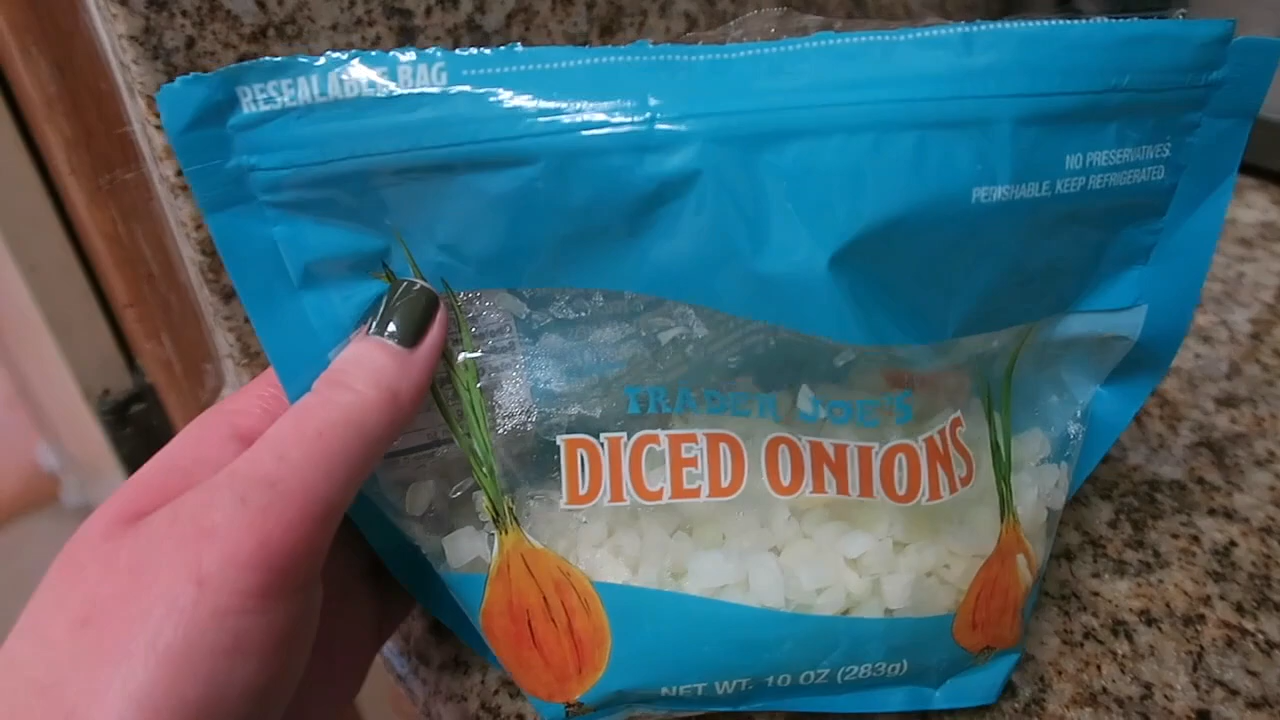 RESEALABLE BAG
NO PRESERVATIVES.
PERISHABLE, KEEP REFRIGERATED.
TRADER JOE'S
DICED ONIONS
NET WT. 10 OZ (283g)